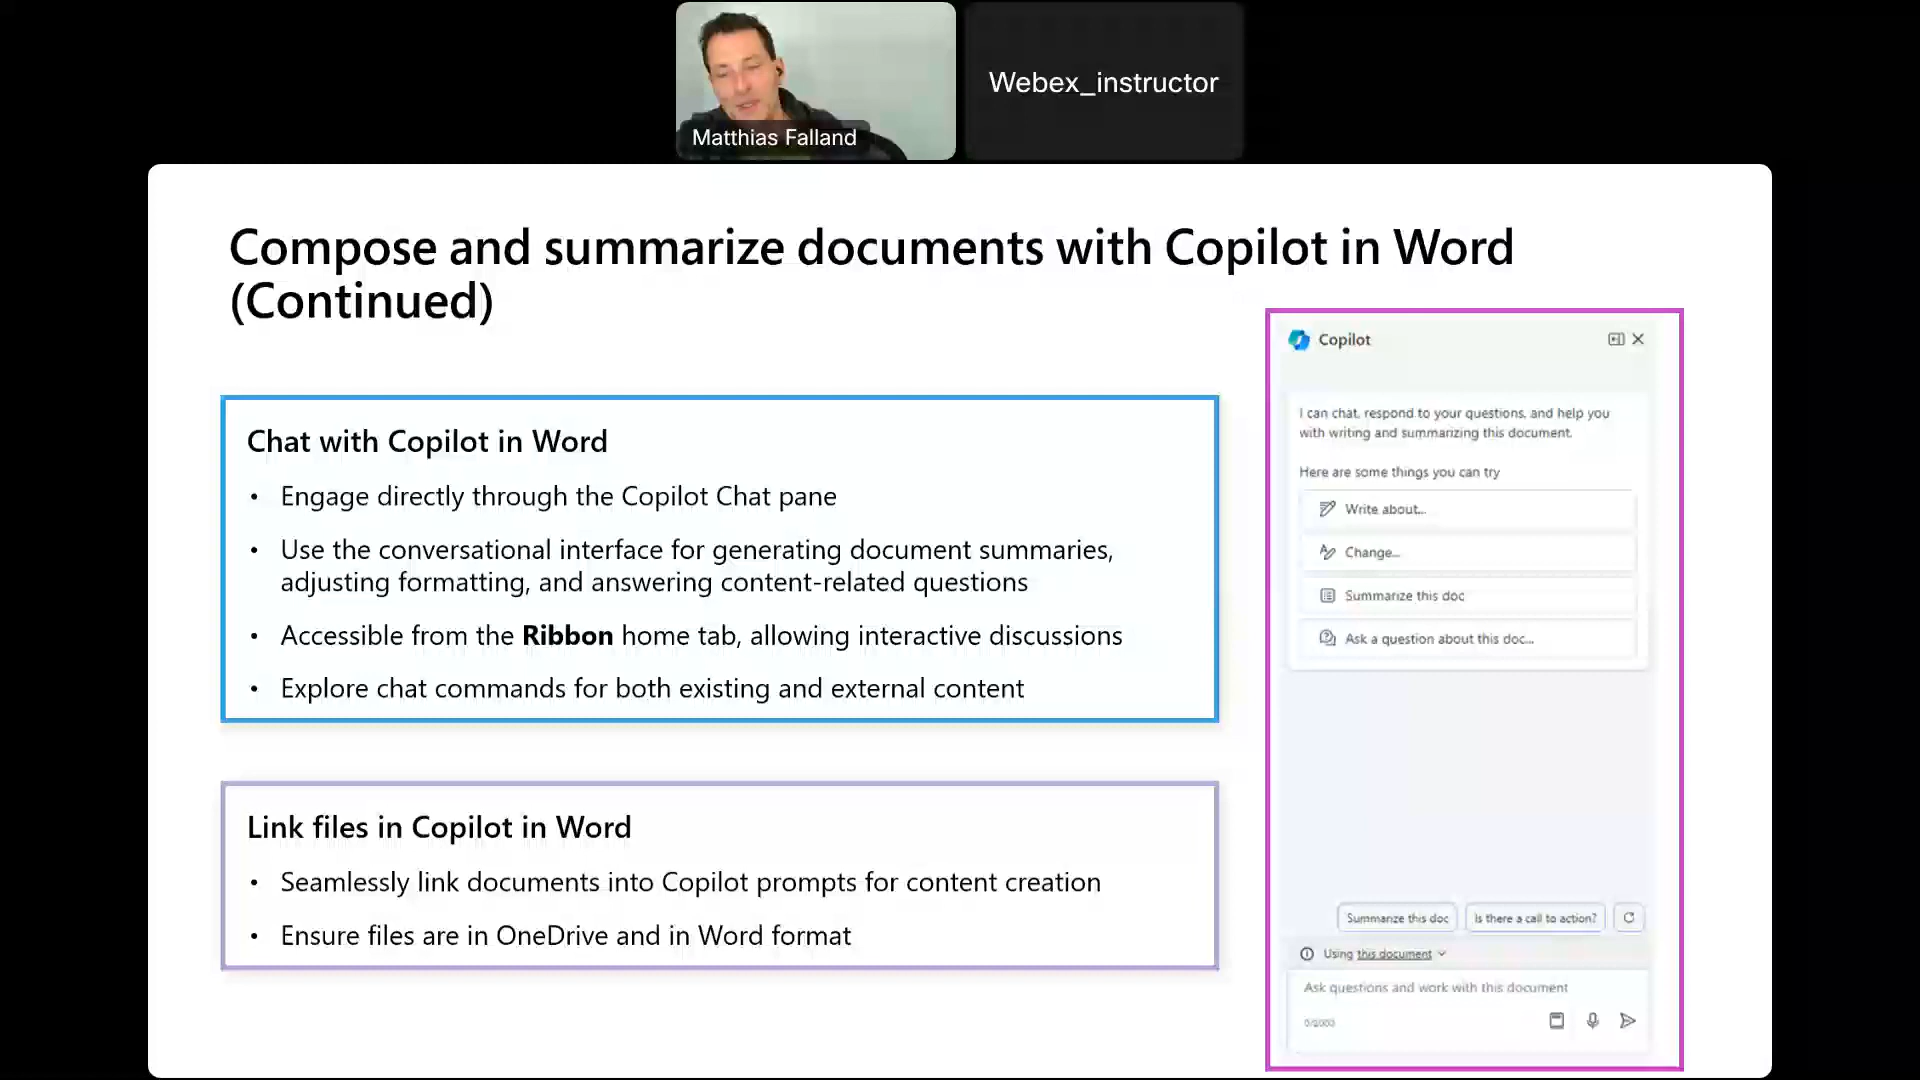 Matthias Falland
Webex_instructor
Compose and summarize documents with Copilot in Word
(Continued)
Chat with Copilot in Word
• Engage directly through the Copilot Chat pane
• Use the conversational interface for generating document summaries,
adjusting formatting, and answering content-related questions
• Accessible from the Ribbon home tab, allowing interactive discussions
• Explore chat commands for both existing and external content
Link files in Copilot in Word
• Seamlessly link documents into Copilot prompts for content creation
• Ensure files are in OneDrive and in Word format
Copilot
I can chat, respond to your questions, and help you
with writing and summarizing this document.
Here are some things you can try
Write about...
Change...
Summarize this doc
Ask a question about this doc...
Summarize this doc
Is there a call to action?
Using this document
Ask questions and work with this document
0/2000